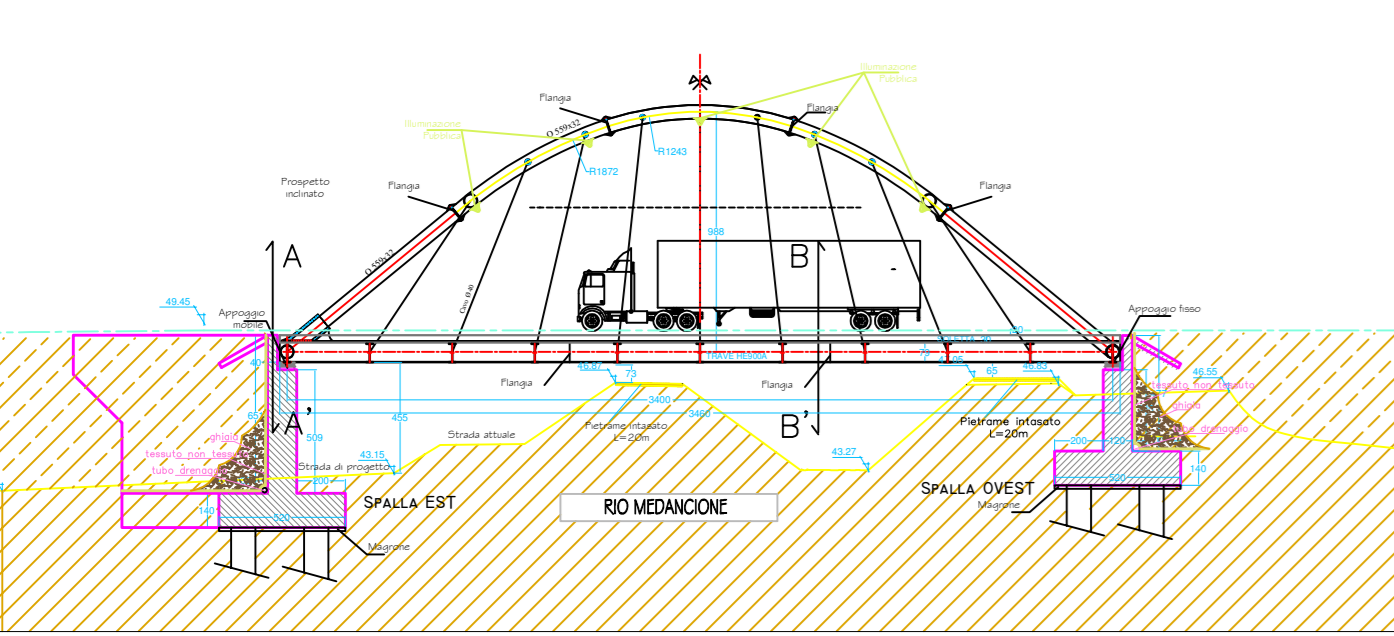 Illuminazione
Pubblica
Flangia
Flangia
O 559x32
Illuminazione
Pubblica
R1243
R1872
Prospetto
inclinato
Flangia
Flangia
988
A
B
O 559x32
Cavo Ø 40
49.45
Appoggio
mobile
Appoggio fisso
TRAVE HE900A
40
46.87
73
65
46.83
46.55
Flangia
Flangia
3400
3460
tessuto non tessuto
ghiaia
tubo drenaggio
65
A'
455
B'
509
Strada attuale
Pietrame intasato
L=20m
Pietrame intasato
L=20m
ghiaia
tessuto non tessuto
tubo drenaggio
Strada di progetto
43.15
43.27
200
120
200
140
520
SPALLA EST
SPALLA OVEST
RIO MEDANCIONE
Magrone
140
520
Magrone